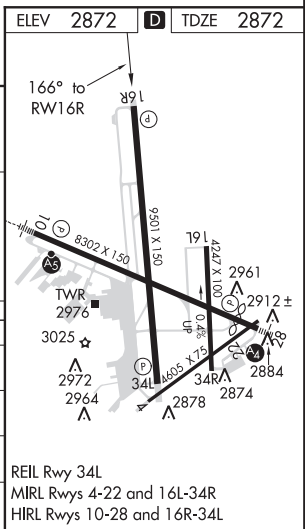 ELEV 2872 D TDZE 2872
166° to
RW16R
16R
P
9501 X 150
10
P
8302 X 150
A5
16L
4247 X 100
2961
P
2912 ±
TWR
2976
UP
0.4%
28
22
A4
2884
3025
P
4605 X 75
34L
34R
2874
2972
2964
4
2878
REIL Rwy 34L
MIRL Rwys 4-22 and 16L-34R
HIRL Rwys 10-28 and 16R-34L